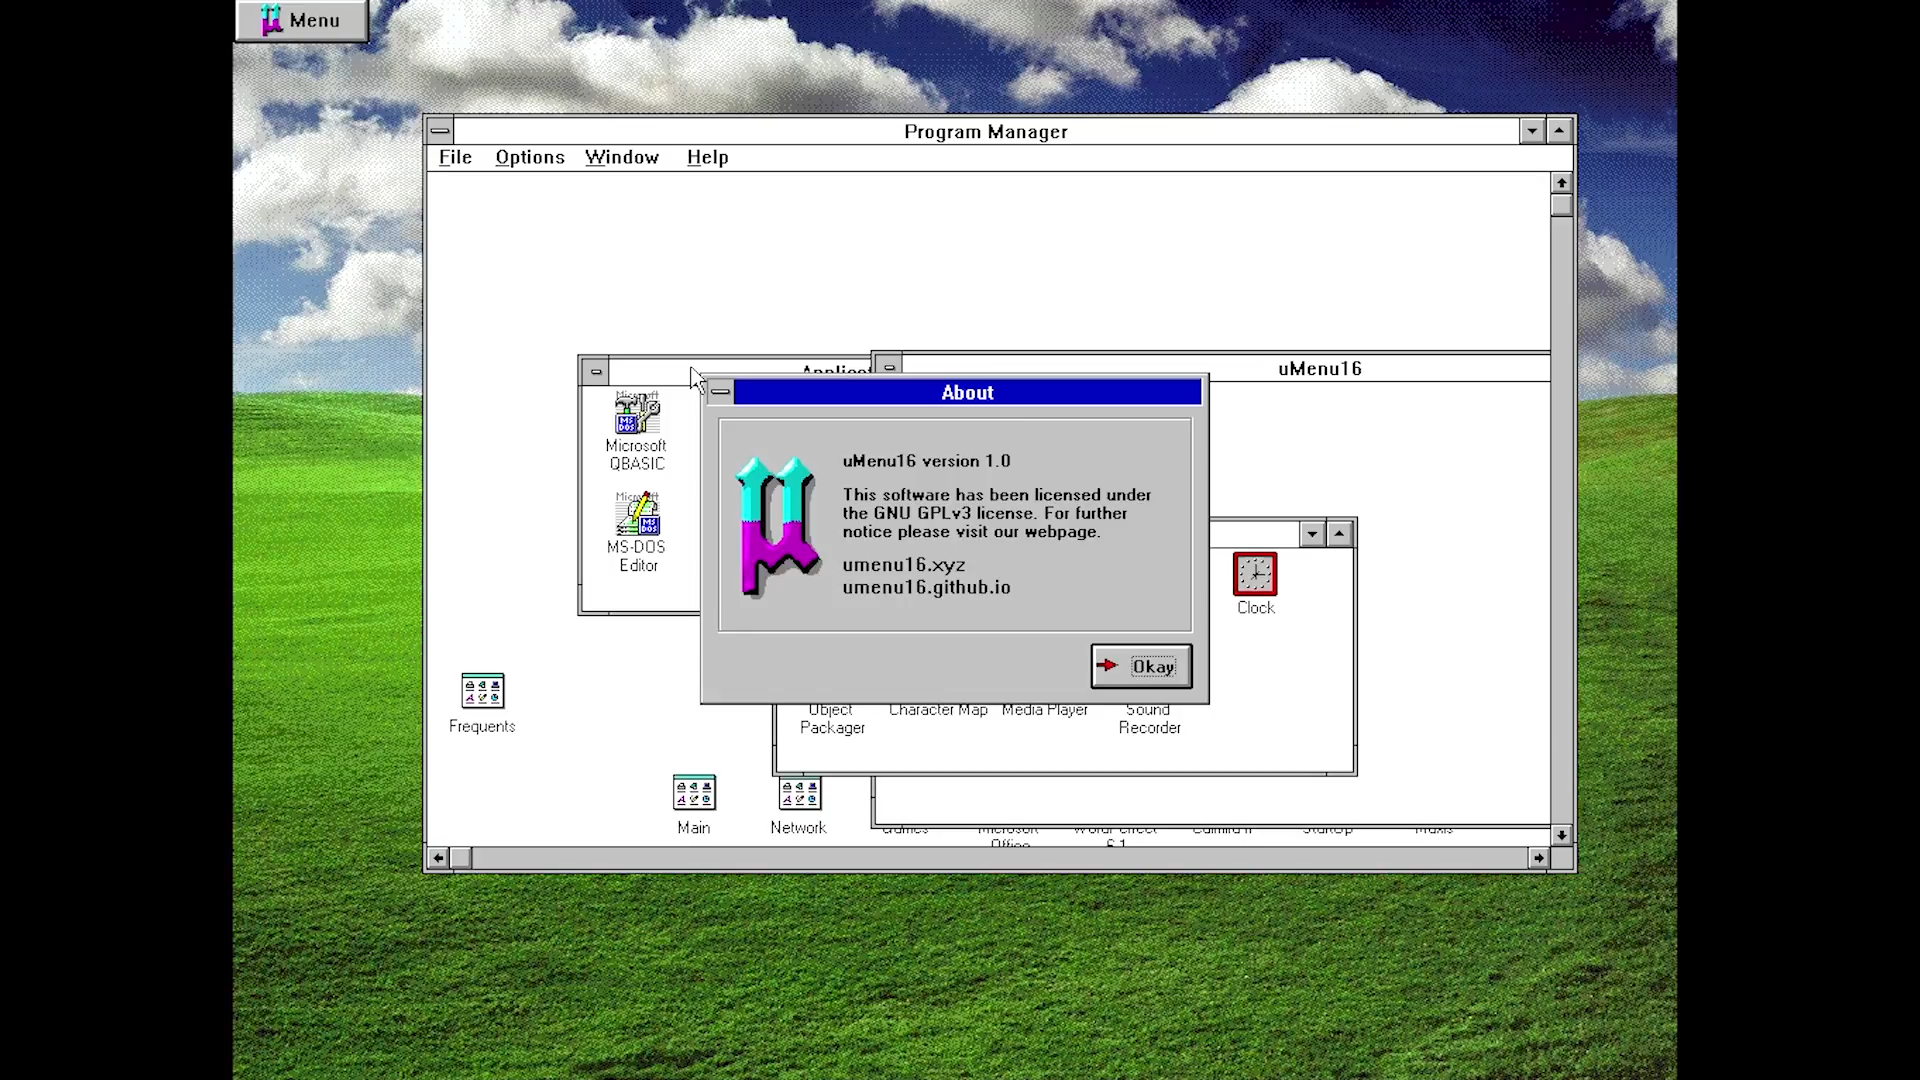 Menu
Program Manager
File Options Window Help
uMenu16
About
Microsoft
QBASIC
MS-DOS
Editor
uMenu16 version 1.0
This software has been licensed under
the GNU GPLv3 license. For further
notice please visit our webpage.
umenu16.xyz
umenu16.github.io
Okay
Clock
Object
Packager
Character Map
Media Player
Sound
Recorder
Frequents
Main
Network